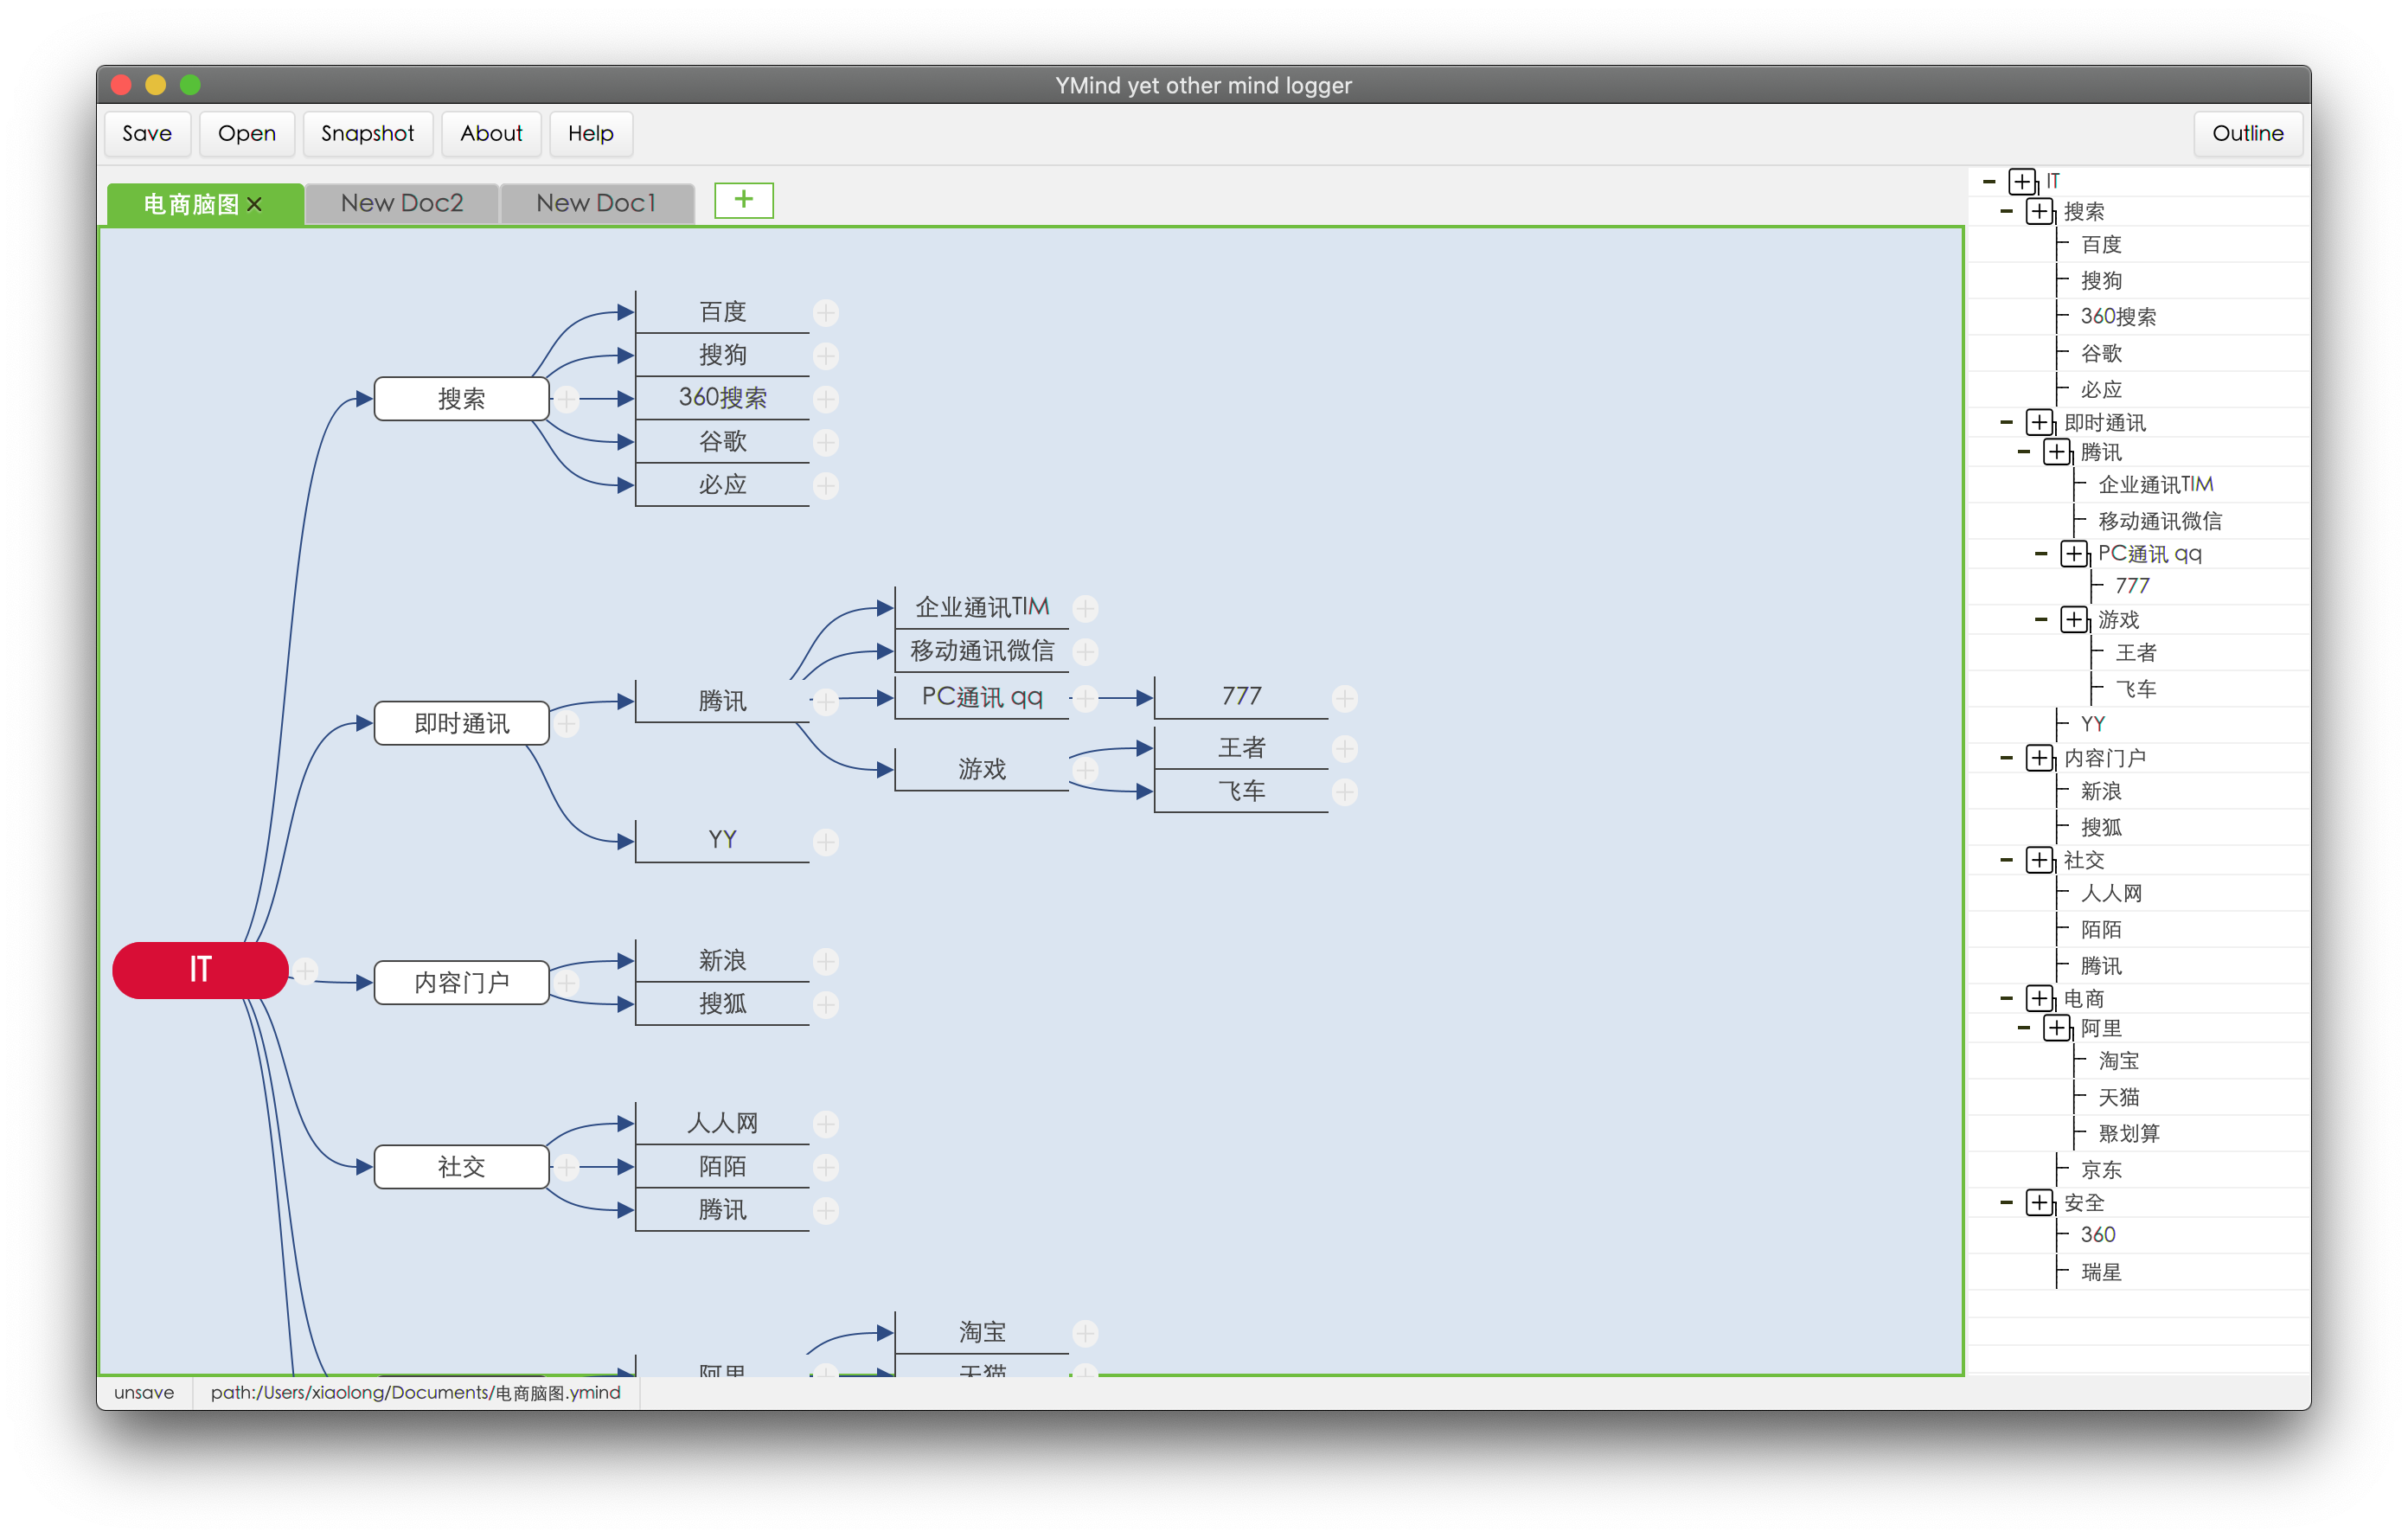 YMind yet other mind logger
Save Open Snapshot About Help Outline
电商脑图 New Doc2 New Doc1
百度
搜狗
搜索
360搜索
谷歌
必应
企业通讯TIM
移动通讯微信
即时通讯
腾讯
PC通讯 qq
777
游戏
王者
飞车
YY
IT
内容门户
新浪
搜狐
社交
人人网
陌陌
腾讯
阿里
淘宝
天猫
IT
搜索
百度
搜狗
360搜索
谷歌
必应
即时通讯
腾讯
企业通讯TIM
移动通讯微信
PC通讯 qq
777
游戏
王者
飞车
YY
内容门户
新浪
搜狐
社交
人人网
陌陌
腾讯
电商
阿里
淘宝
天猫
聚划算
京东
安全
360
瑞星
unsave path:/Users/xiaolong/Documents/电商脑图.ymind